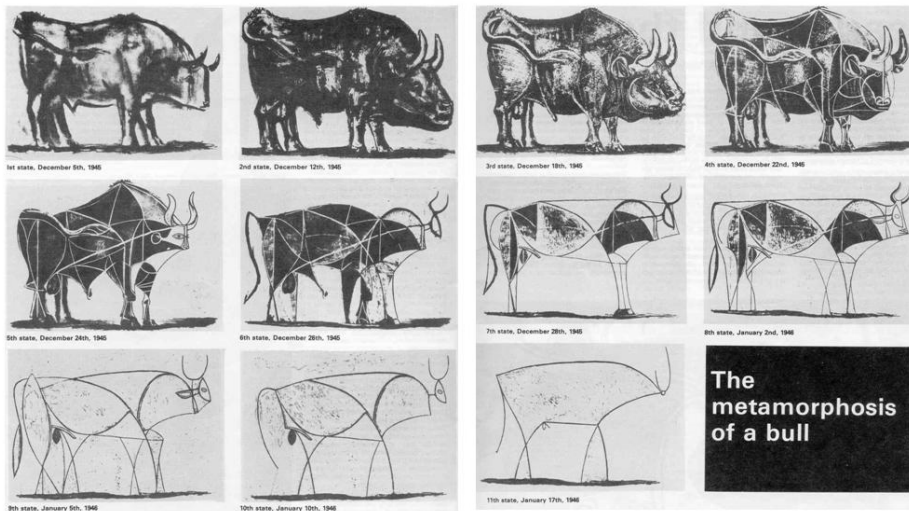 1st state, December 5th, 1945
2nd state, December 12th, 1945
3rd state, December 18th, 1945
4th state, December 22nd, 1945
5th state, December 24th, 1945
6th state, December 26th, 1945
7th state, December 28th, 1945
8th state, January 2nd, 1946
9th state, January 5th, 1946
10th state, January 10th, 1946
11th state, January 17th, 1946
The
metamorphosis
of a bull